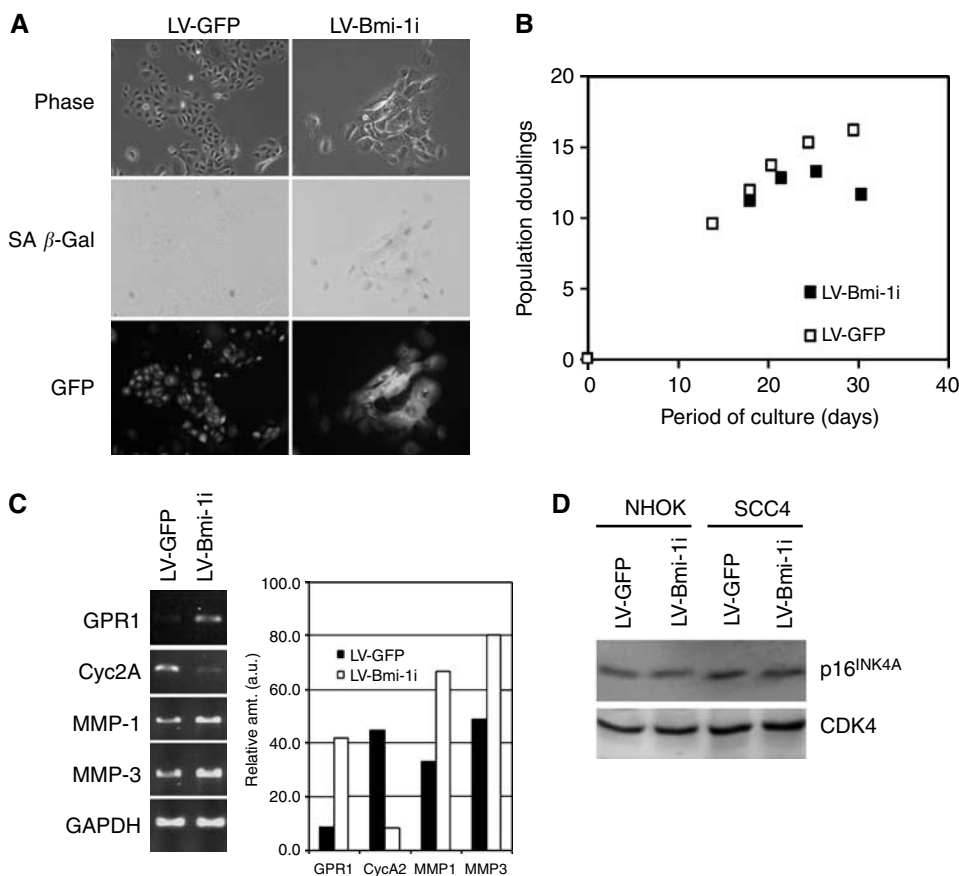 A
LV-GFP
LV-Bmi-1i
Phase
SA β-Gal
GFP
B
Population doublings
20
15
10
5
0
0
10
20
30
40
LV-Bmi-1i
LV-GFP
Period of culture (days)
C
LV-GFP
LV-Bmi-1i
GPR1
Cyc2A
MMP-1
MMP-3
GAPDH
Relative amt. (a.u.)
100.0
80.0
60.0
40.0
20.0
0.0
LV-GFP
LV-Bmi-1i
GPR1 CycA2 MMP1 MMP3
D
NHOK SCC4
LV-GFP
LV-Bmi-1i
LV-GFP
LV-Bmi-1i
p16INK4A
CDK4